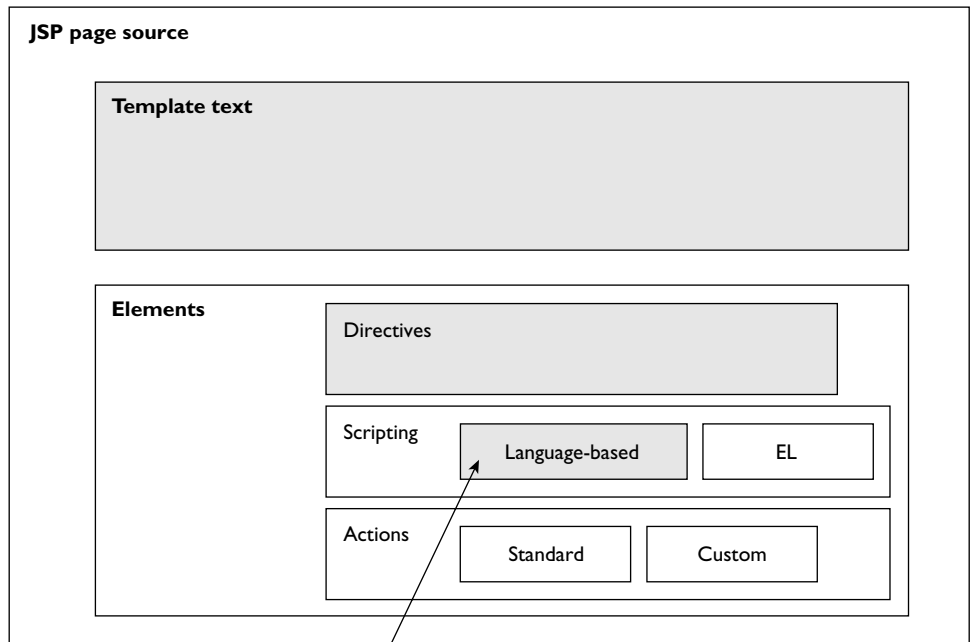 JSP page source
Template text
Elements
Directives
Scripting
Language-based
EL
Actions
Standard
Custom